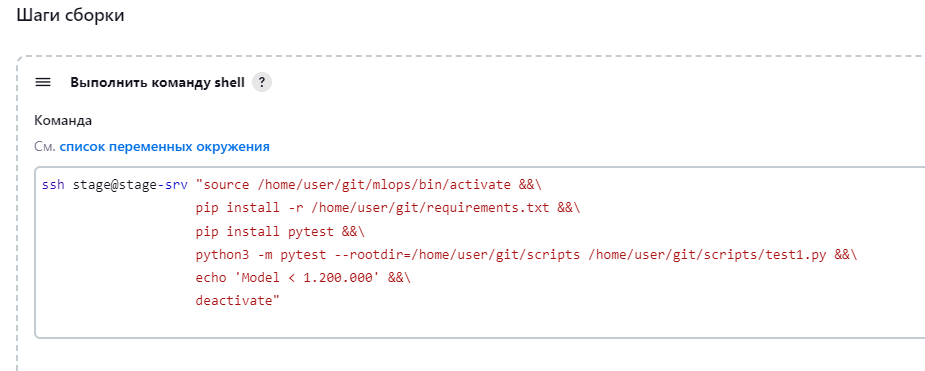 Шаги сборки
Выполнить команду shell ?
Команда
См. список переменных окружения
ssh stage@stage-srv "source /home/user/git/mlops/bin/activate &&\
pip install -r /home/user/git/requirements.txt &&\
pip install pytest &&\
python3 -m pytest --rootdir=/home/user/git/scripts /home/user/git/scripts/test1.py &&\
echo 'Model < 1.200.000' &&\
deactivate"